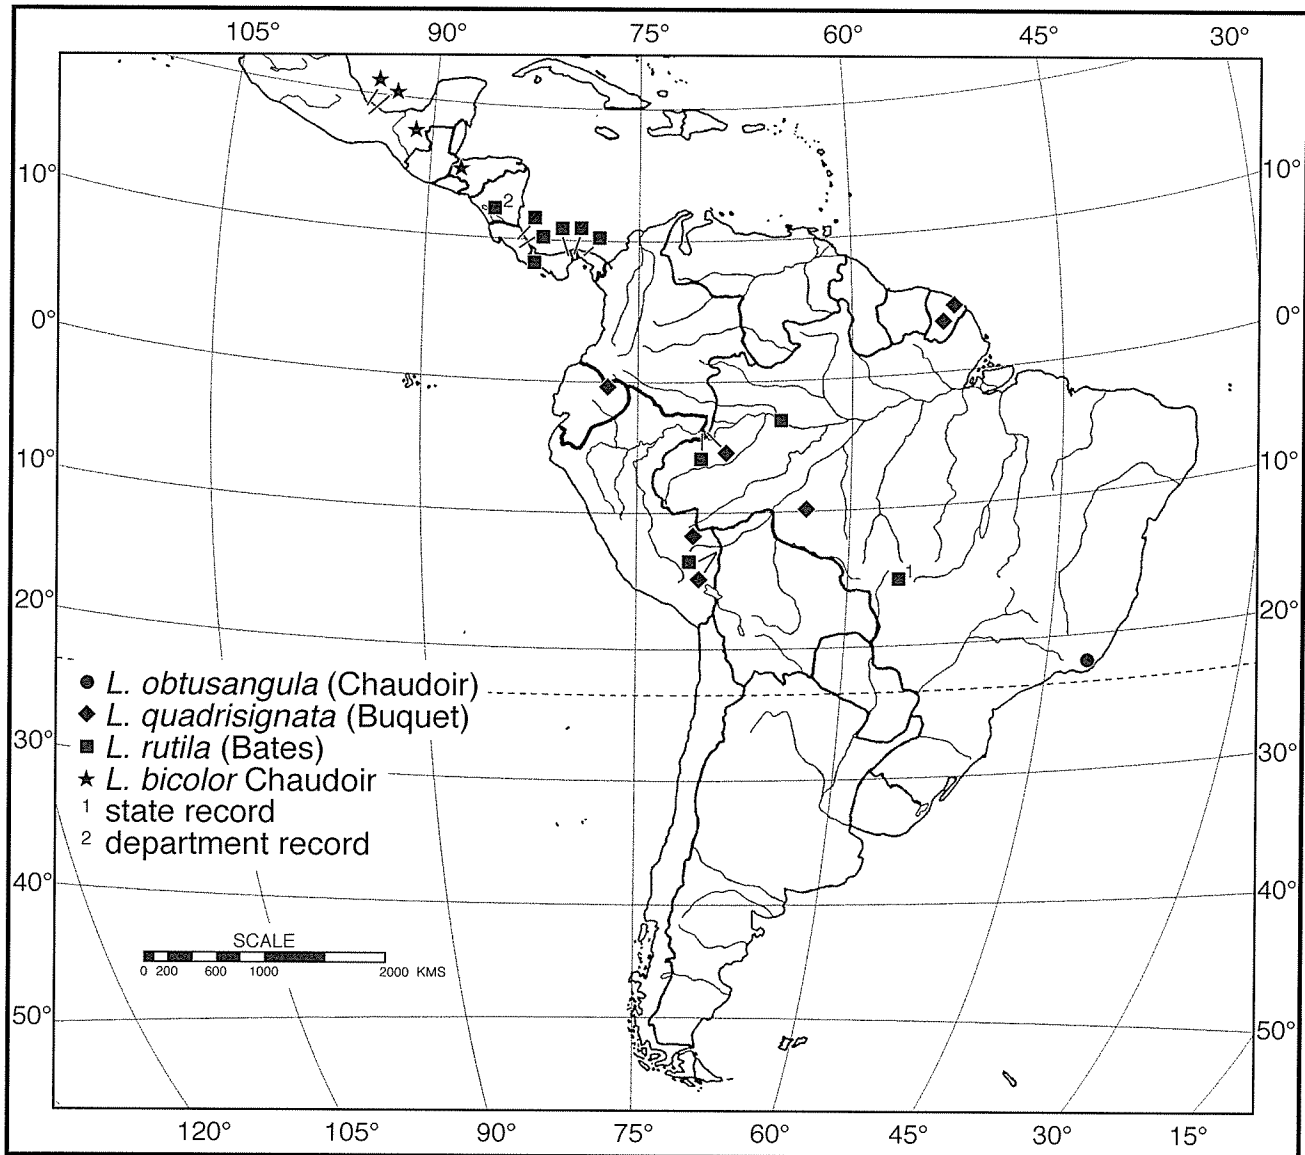 105° 90° 75° 60° 45° 30°
10° 10°
2
0° 0°
10° 10°
1
20° 20°
L. obtusangula (Chaudoir)
L. quadrisignata (Buquet)
30° 30°
L. rutila (Bates)
L. bicolor Chaudoir
1 state record
2 department record
40° 40°
SCALE
0 200 600 1000 2000 KMS
50° 50°
120° 105° 90° 75° 60° 45° 30° 15°